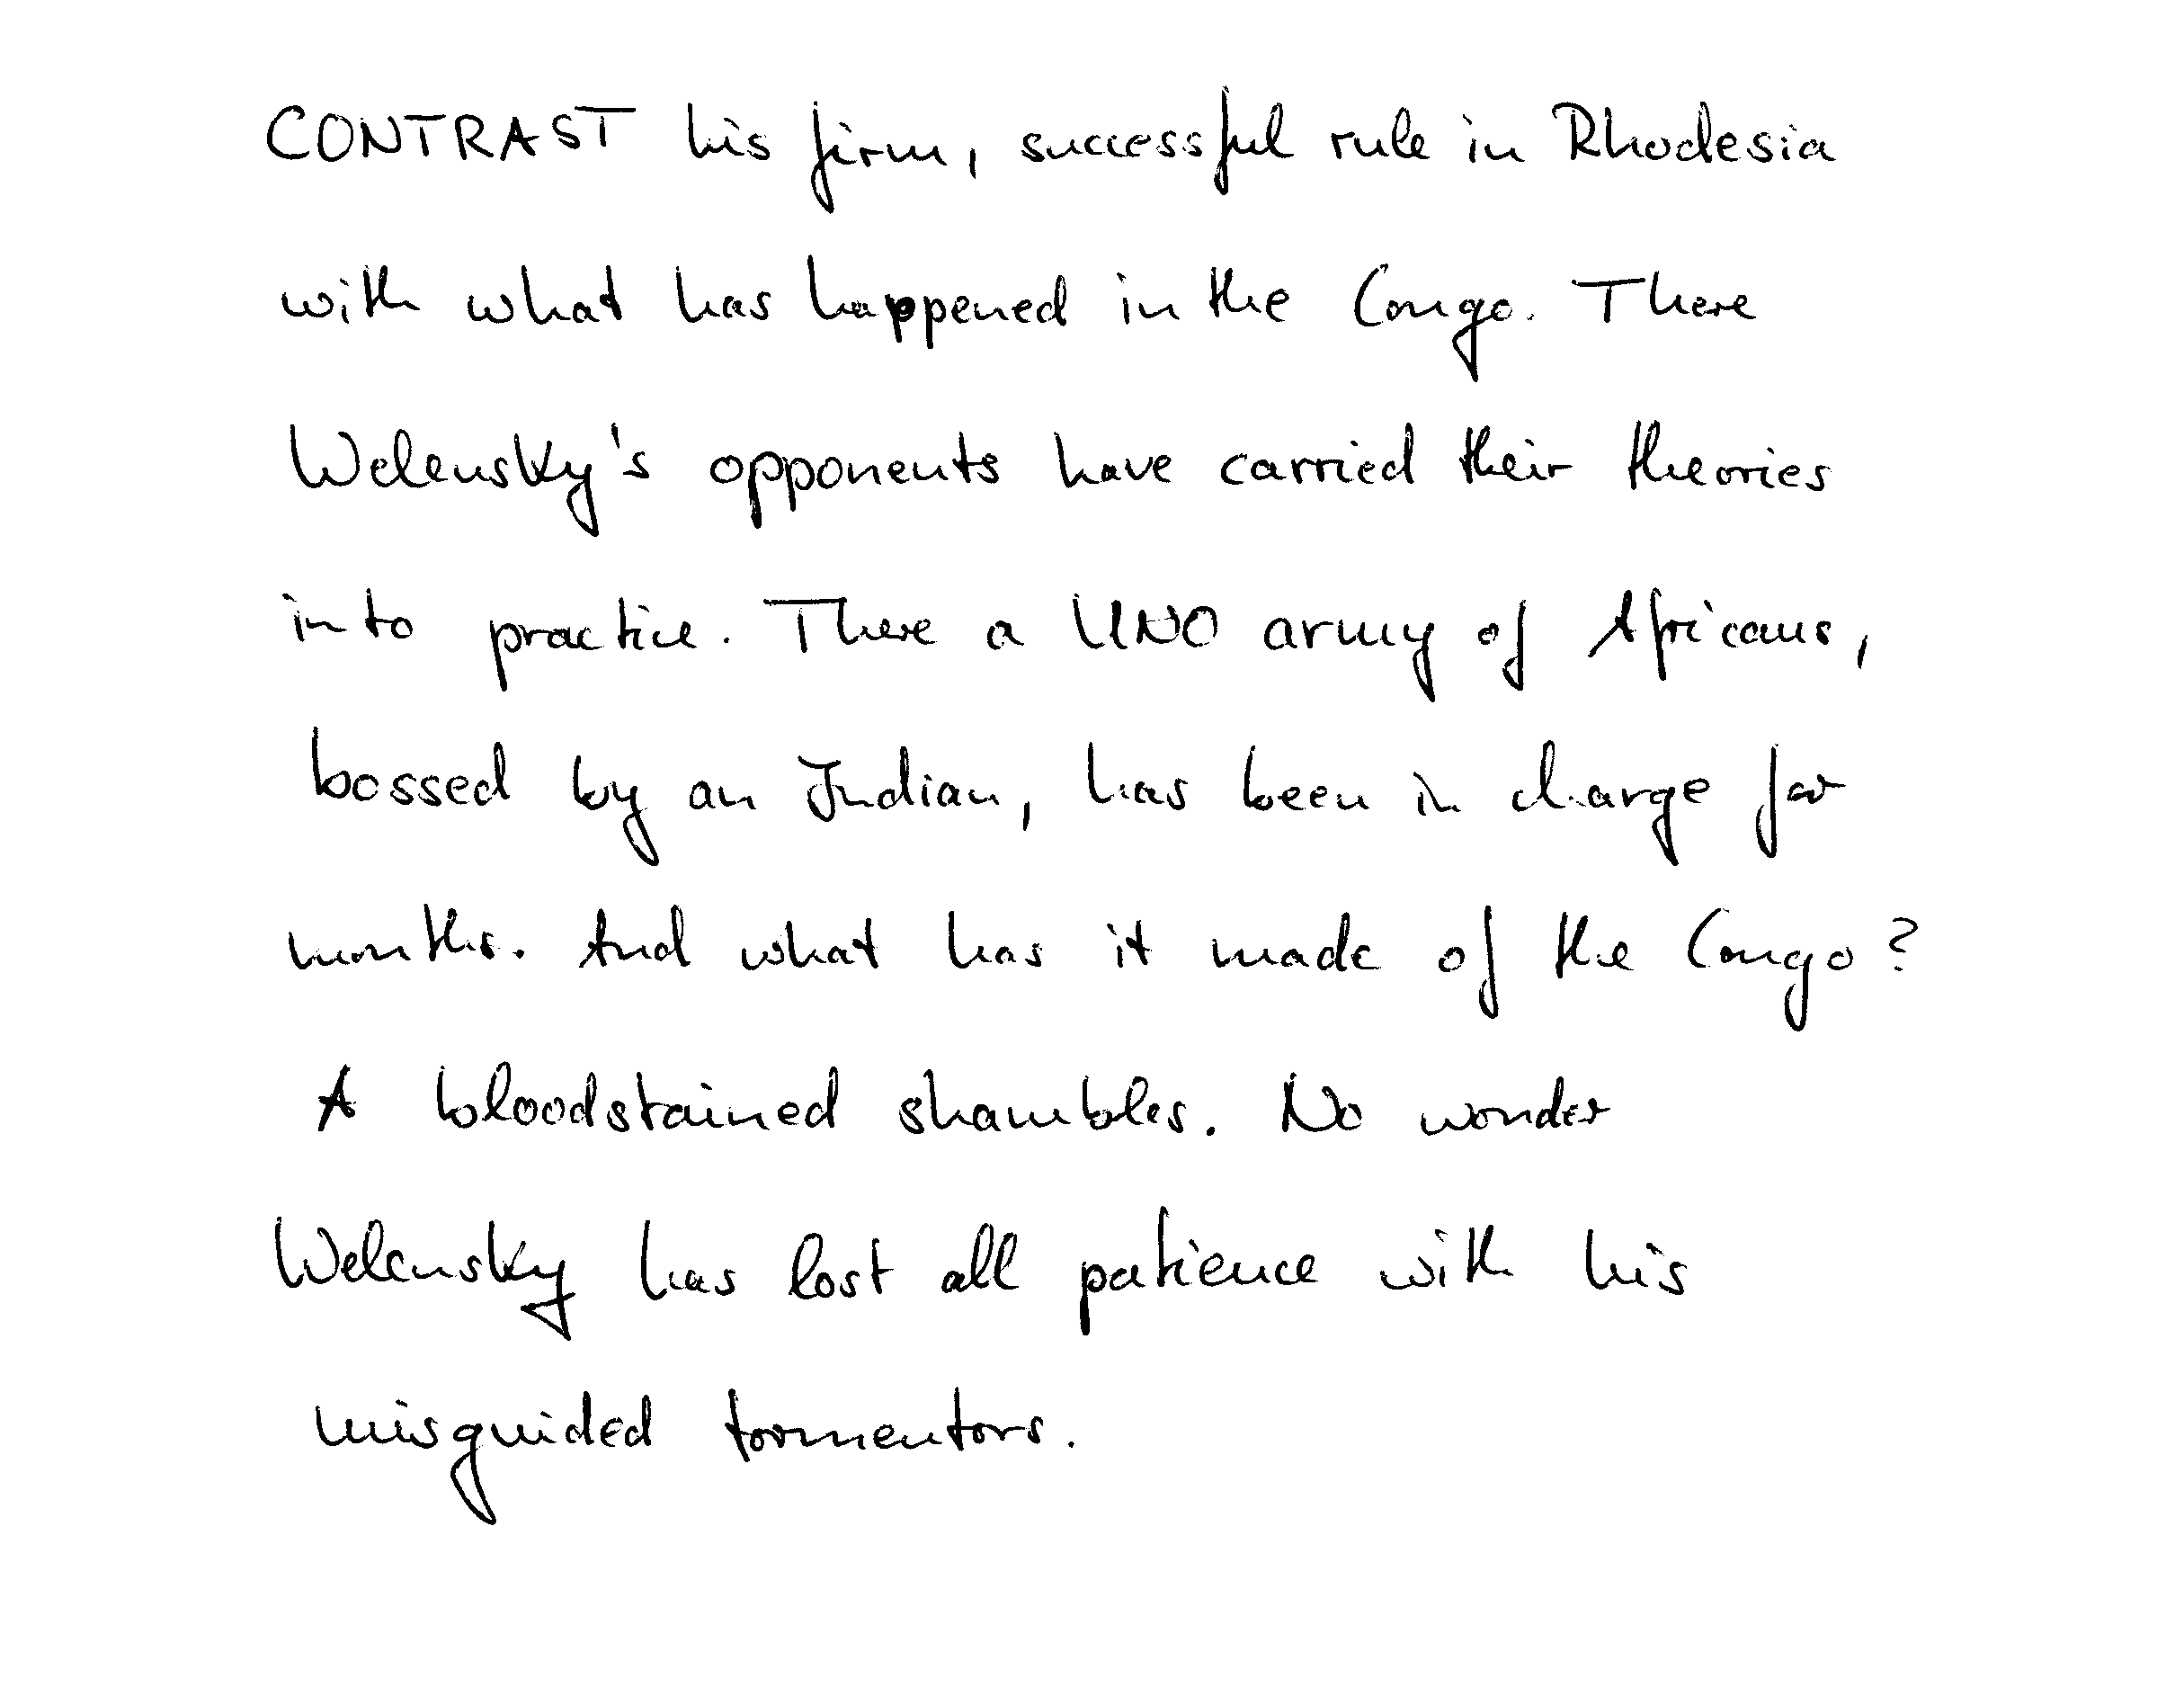 CONTRAST his firm, successful rule in Rhodesia
with what has happened in the Congo. There
Welensky's opponents have carried their theories
into practice. There a UNO army of Africans,
bossed by an Indian, has been in charge for
months. And what has it made of the Congo?
A bloodstained shambles. No wonder
Welensky has lost all patience with his
misguided tormentors.